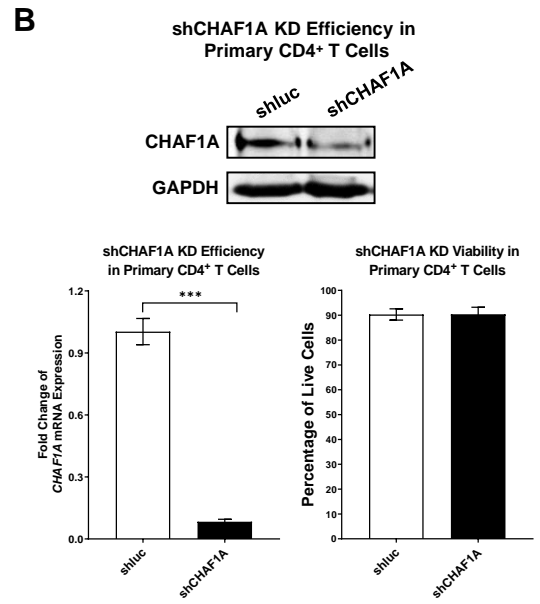 B
shCHAF1A KD Efficiency in
Primary CD4⁺ T Cells
shluc
shCHAF1A
CHAF1A
GAPDH
shCHAF1A KD Efficiency
in Primary CD4⁺ T Cells
Fold Change of
CHAF1A mRNA Expression
1.2
0.9
0.6
0.3
0.0
***
shluc
shCHAF1A
shCHAF1A KD Viability in
Primary CD4⁺ T Cells
Percentage of Live Cells
100
90
80
70
60
50
40
30
20
10
0
shluc
shCHAF1A